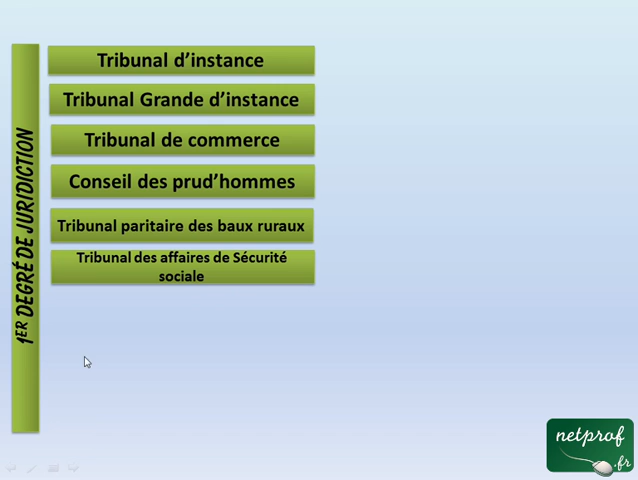 1ER DEGRÉ DE JURIDICTION
Tribunal d’instance
Tribunal Grande d’instance
Tribunal de commerce
Conseil des prud’hommes
Tribunal paritaire des baux ruraux
Tribunal des affaires de Sécurité
sociale
netprof
.fr